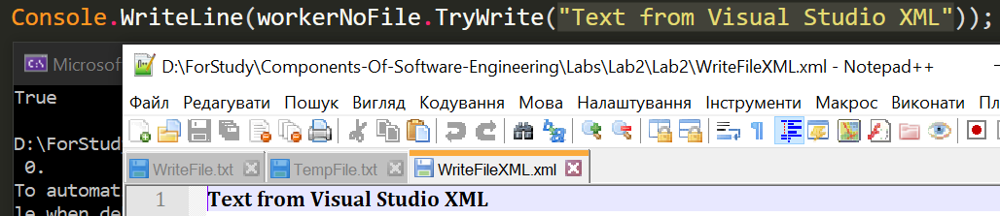 Console.WriteLine(workerNoFile.TryWrite("Text from Visual Studio XML"));
Microsof
D:\ForStudy\Components-Of-Software-Engineering\Labs\Lab2\Lab2\WriteFileXML.xml - Notepad++
True
Файл Редагувати Пошук Вигляд Кодування Мова Налаштування Інструменти Макрос Виконати Пл
D:\ForStud
0.
WriteFile.txt TempFile.txt WriteFileXML.xml
To automat
1 Text from Visual Studio XML
le when de